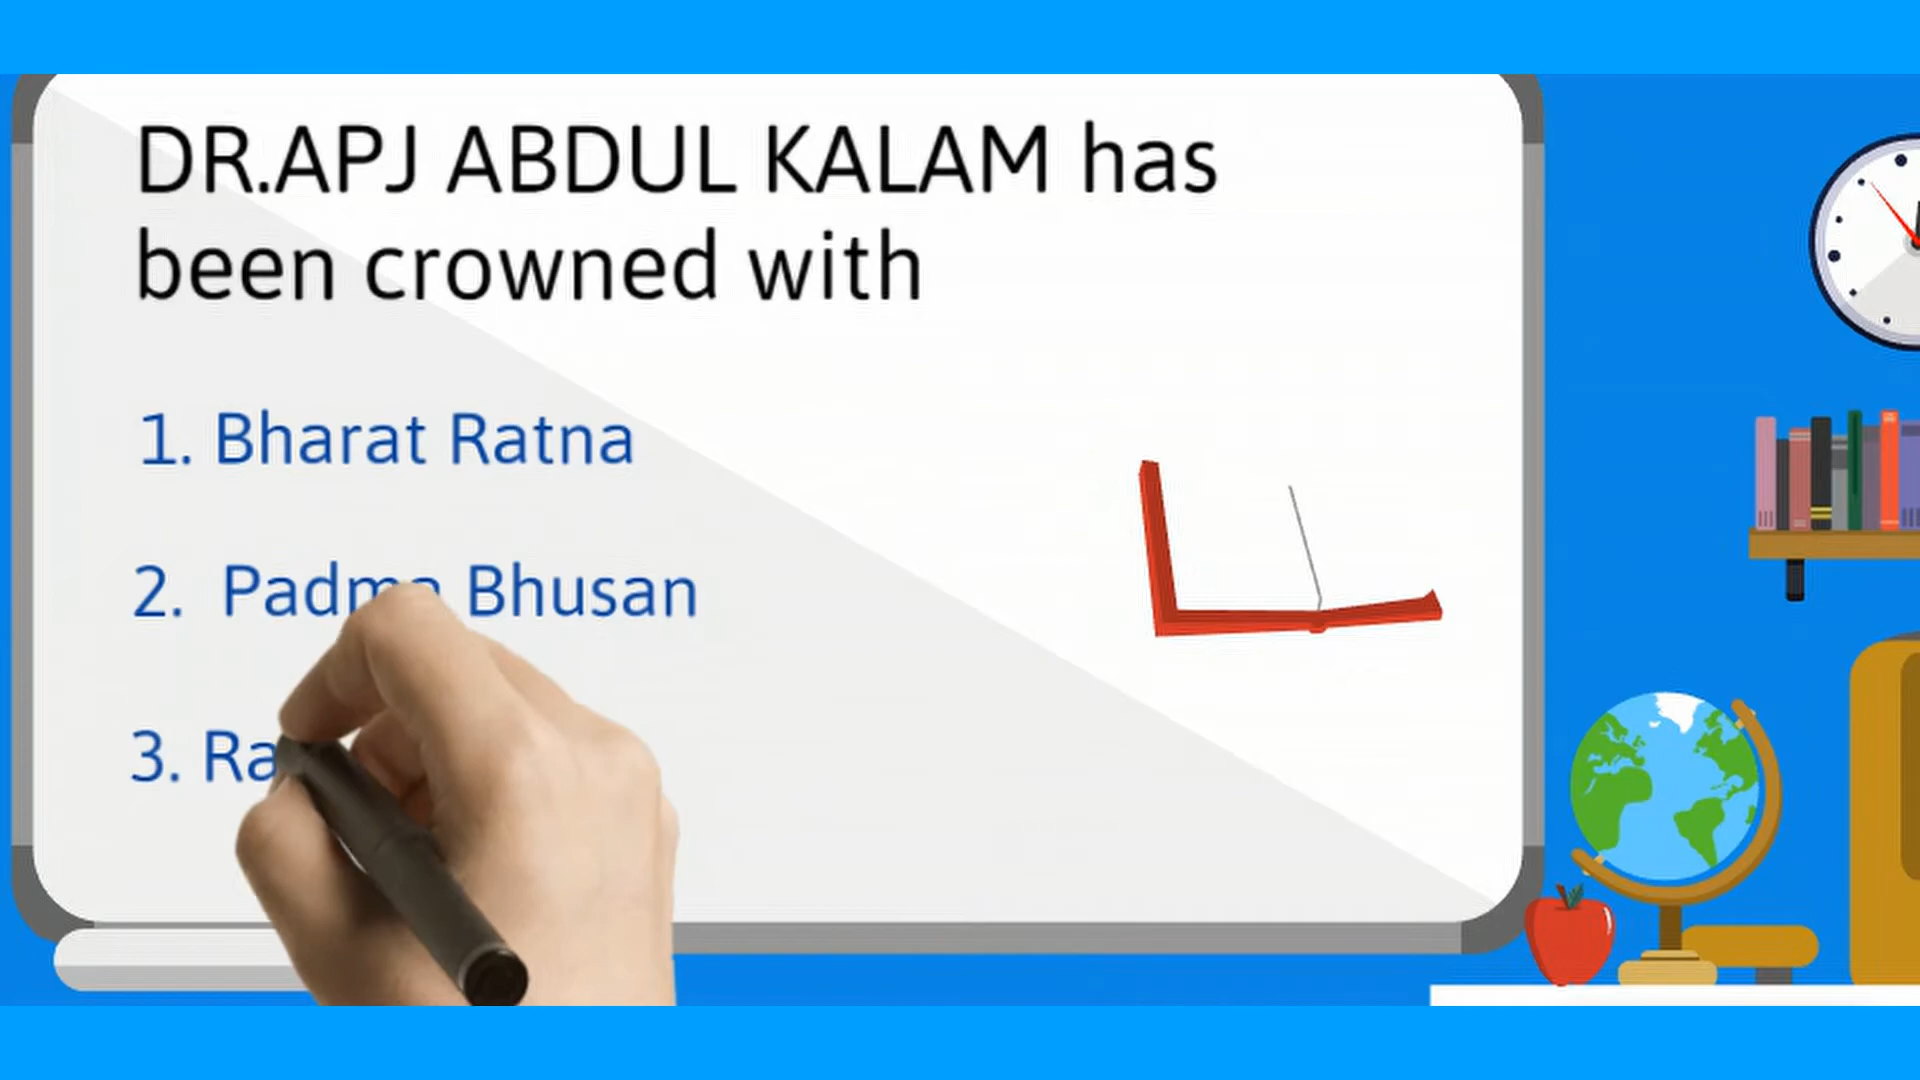 DR.APJ ABDUL KALAM has
been crowned with
1. Bharat Ratna
2. Padma Bhusan
3. Ra